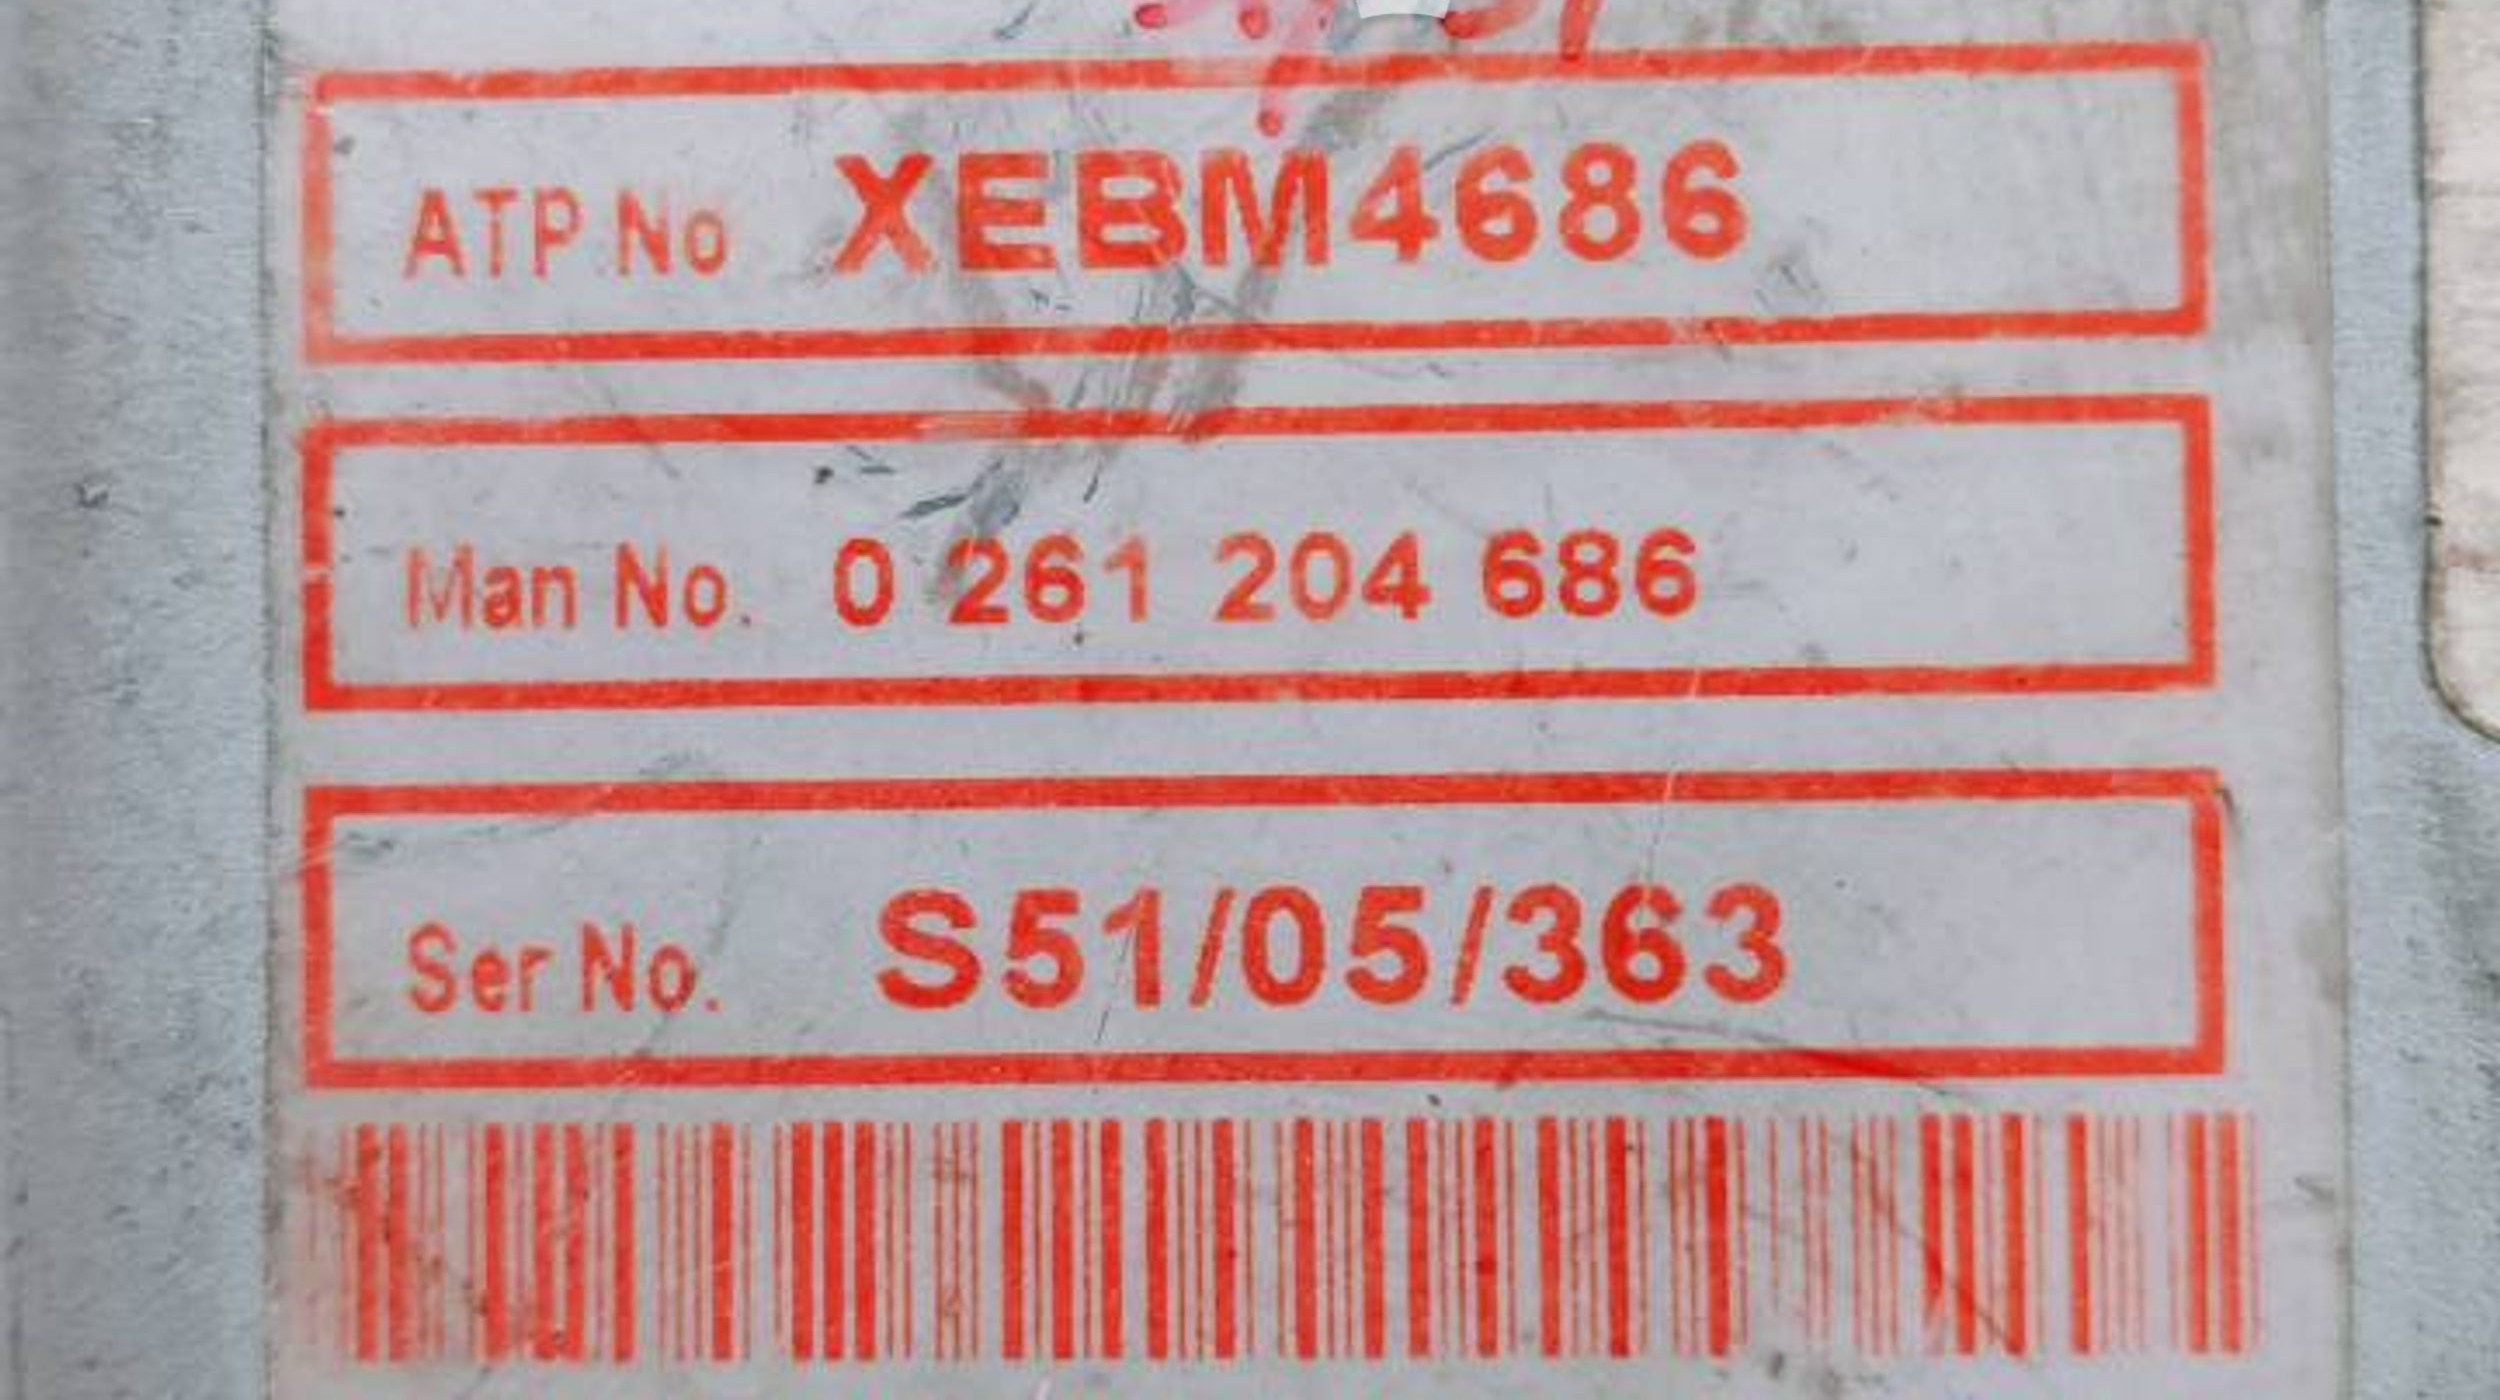 ATP No XEBM4686
Man No. 0 261 204 686
Ser No. S51/05/363